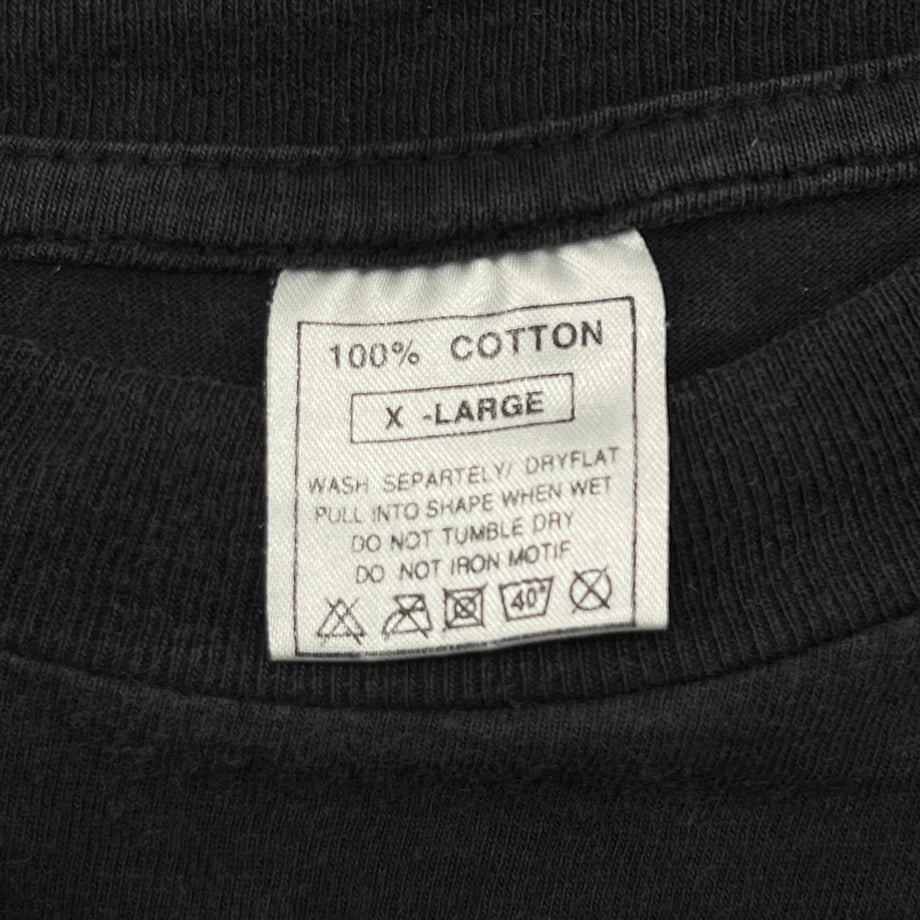 100% COTTON
X -LARGE
WASH SEPARTELY/ DRYFLAT
PULL INTO SHAPE WHEN WET
DO NOT TUMBLE DRY
DO NOT IRON MOTIF
40°